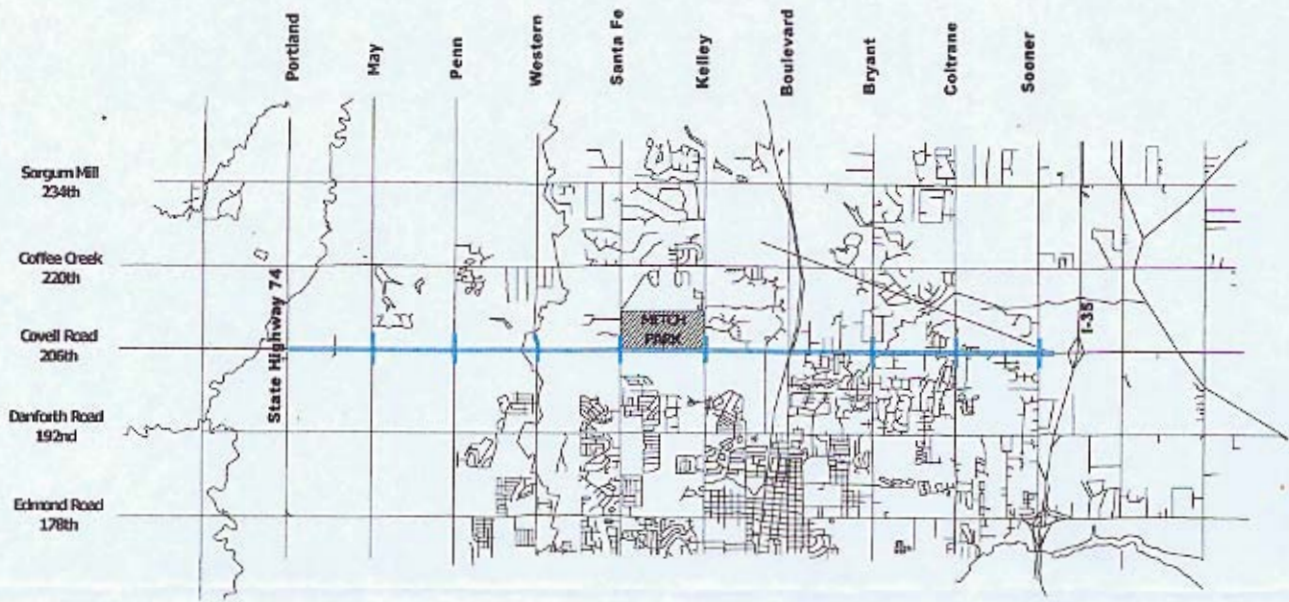 Portland
May
Penn
Western
Santa Fe
Kelley
Boulevard
Bryant
Coltrane
Sooner
Sorgum Mill
234th
Coffee Creek
220th
Covell Road
206th
Danforth Road
192nd
Edmond Road
178th
State Highway 74
MITCH
PARK
I-35